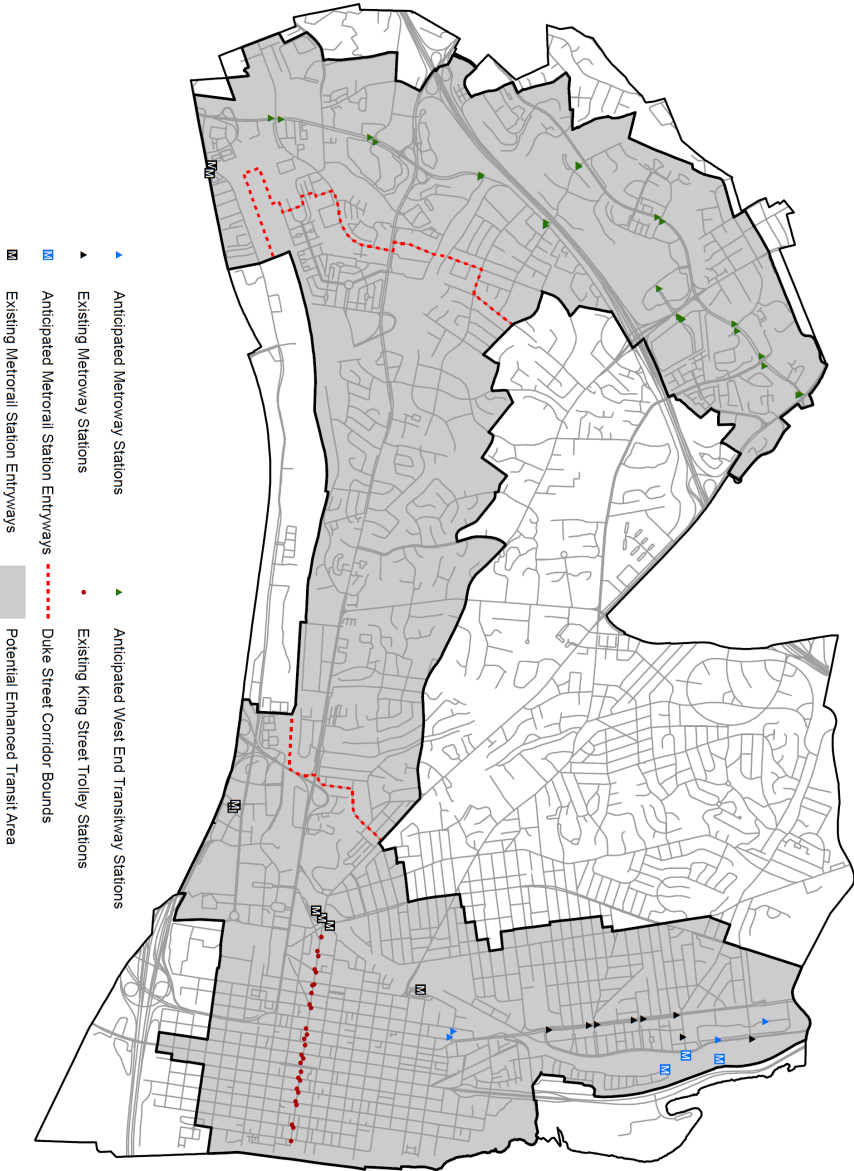 Anticipated Metroway Stations
Existing Metroway Stations
Anticipated Metrorail Station Entryways
Existing Metrorail Station Entryways
Anticipated West End Transitway Stations
Existing King Street Trolley Stations
Duke Street Corridor Bounds
Potential Enhanced Transit Area